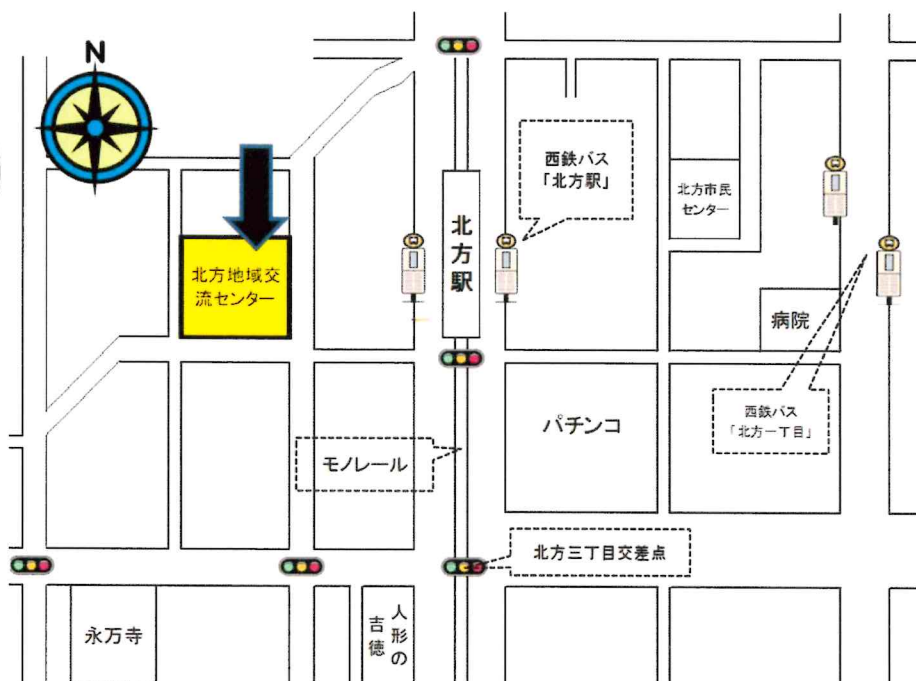 N
西鉄バス
「北方駅」
北方市民
センター
北方駅
北方地域交
流センター
病院
西鉄バス
「北方一丁目」
パチンコ
モノレール
北方三丁目交差点
永万寺
人形の
吉徳